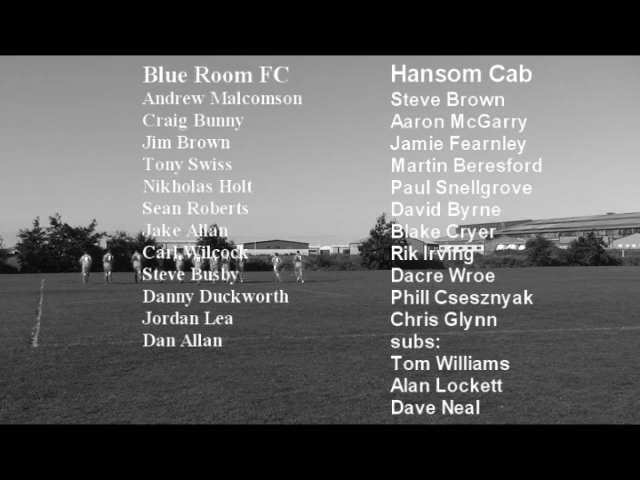 Blue Room FC
Andrew Malcomson
Craig Bunny
Jim Brown
Tony Swiss
Nikholas Holt
Sean Roberts
Jake Allan
Carl Wilcock
Steve Busby
Danny Duckworth
Jordan Lea
Dan Allan
Hansom Cab
Steve Brown
Aaron McGarry
Jamie Fearnley
Martin Beresford
Paul Snellgrove
David Byrne
Blake Cryer
Rik Irving
Dacre Wroe
Phill Csesznyak
Chris Glynn
subs:
Tom Williams
Alan Lockett
Dave Neal